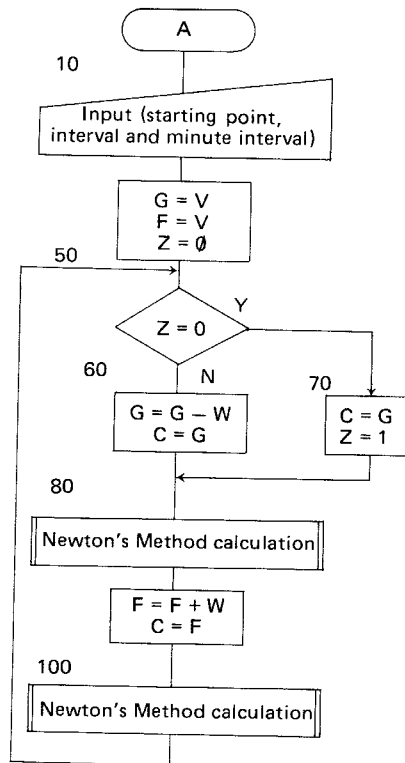 A
10
Input (starting point,
interval and minute interval)
G = V
F = V
Z = 0
50
Z = 0
Y
60
N
70
G = G − W
C = G
C = G
Z = 1
80
Newton's Method calculation
F = F + W
C = F
100
Newton's Method calculation